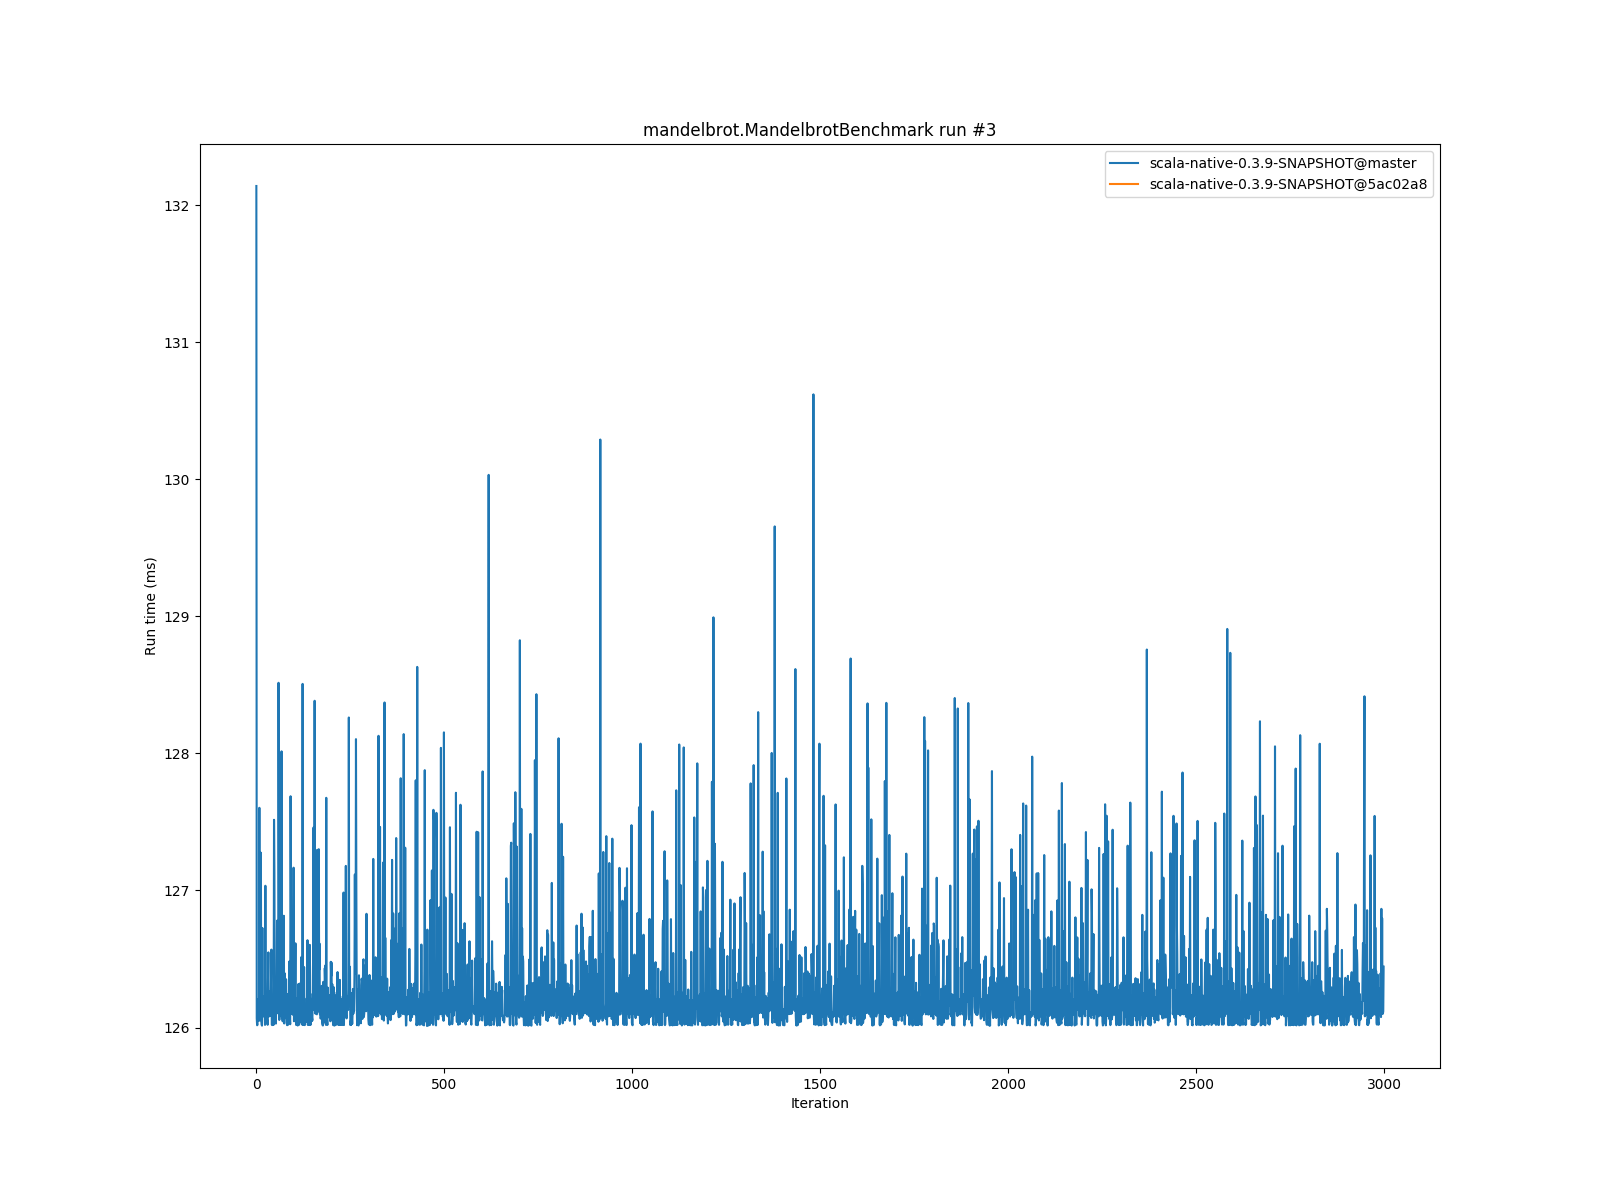 mandelbrot.MandelbrotBenchmark run #3
scala-native-0.3.9-SNAPSHOT@master
scala-native-0.3.9-SNAPSHOT@5ac02a8
132
131
130
129
128
127
126
Run time (ms)
0 500 1000 1500 2000 2500 3000
Iteration